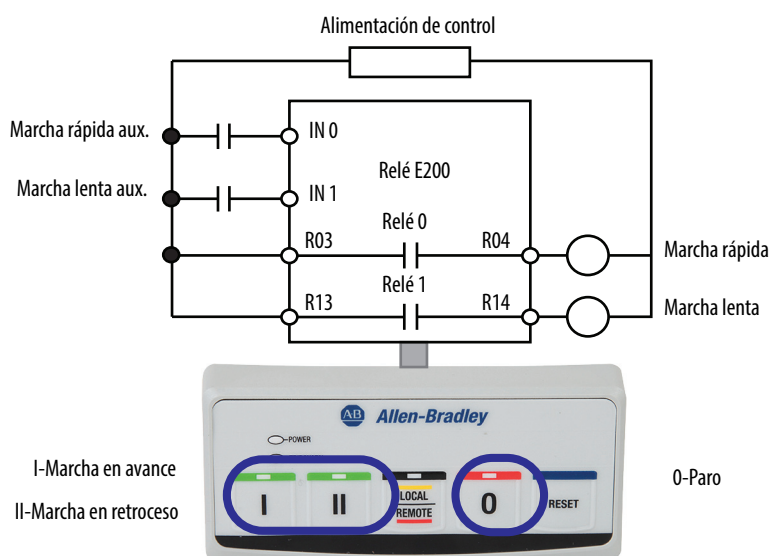 Alimentación de control
Marcha rápida aux.
IN 0
Relé E200
Marcha lenta aux.
IN 1
Relé 0
R03
R04
Marcha rápida
Relé 1
R13
R14
Marcha lenta
AB Allen-Bradley
POWER
I-Marcha en avance
II-Marcha en retroceso
I
II
LOCAL
REMOTE
0
RESET
0-Paro